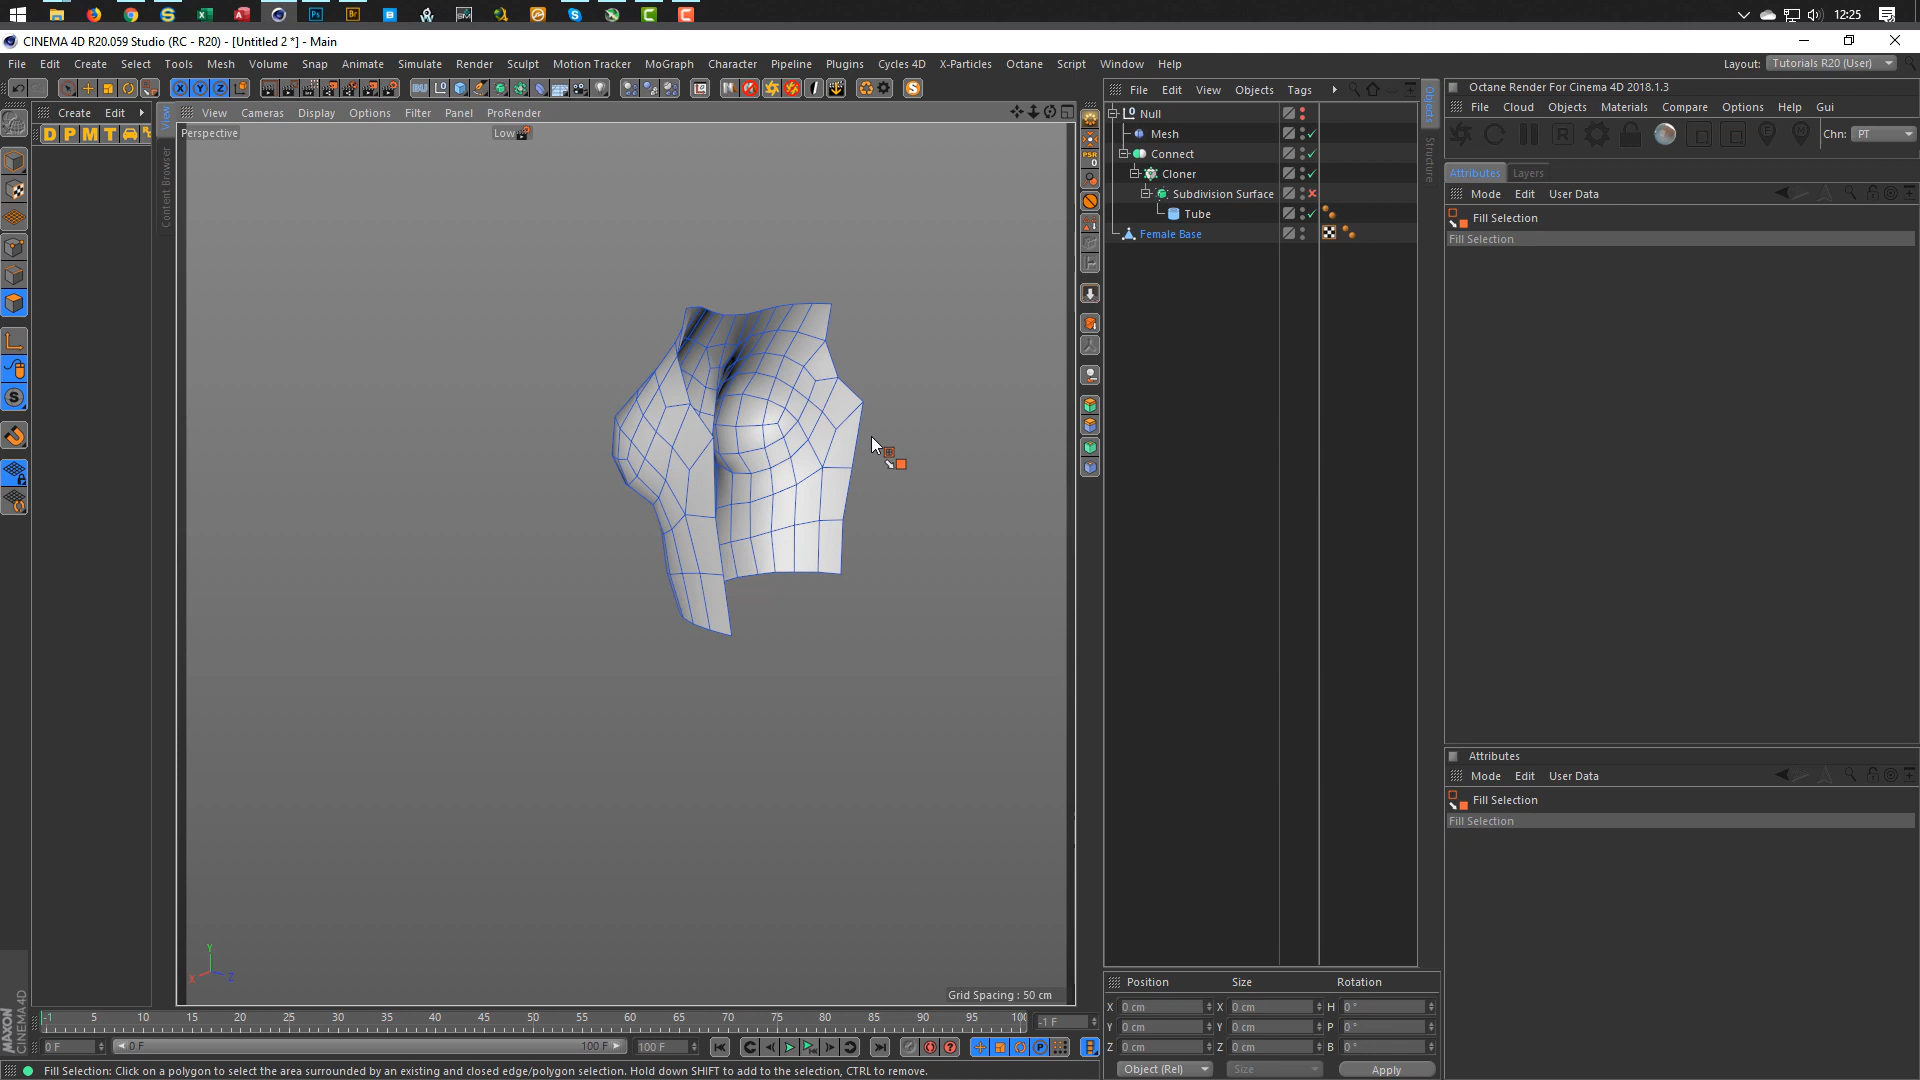 12:25
CINEMA 4D R20.059 Studio (RC - R20) - [Untitled 2 *] - Main
File Edit Create Select Tools Mesh Volume Snap Animate Simulate Render Sculpt Motion Tracker MoGraph Character Pipeline Plugins Cycles 4D X-Particles Octane Script Window Help
Layout: Tutorials R20 (User)
Create Edit
D P M T
View
Content Browser
View Cameras Display Options Filter Panel ProRender
Perspective
Low
Grid Spacing : 50 cm
Y
X
Z
PSR
0
File Edit View Objects Tags
Objects
Structure
Null
Mesh
Connect
Cloner
Subdivision Surface
Tube
Female Base
Octane Render For Cinema 4D 2018.1.3
File Cloud Objects Materials Compare Options Help Gui
Chn: PT
Attributes Layers
Mode Edit User Data
Fill Selection
Fill Selection
Attributes
Mode Edit User Data
Fill Selection
Fill Selection
Position Size Rotation
X 0 cm X 0 cm H 0 °
Y 0 cm Y 0 cm P 0 °
Z 0 cm Z 0 cm B 0 °
Object (Rel) Size Apply
-1 5 10 15 20 25 30 35 40 45 50 55 60 65 70 75 80 85 90 95 100
-1 F
0 F 0 F 100 F 100 F
MAXON CINEMA 4D
Fill Selection: Click on a polygon to select the area surrounded by an existing and closed edge/polygon selection. Hold down SHIFT to add to the selection, CTRL to remove.